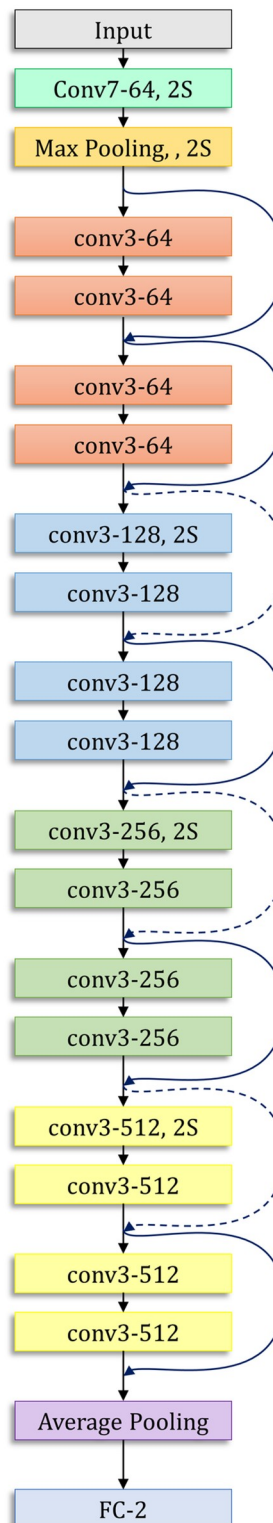 Input
Conv7-64, 2S
Max Pooling, , 2S
conv3-64
conv3-64
conv3-64
conv3-64
conv3-128, 2S
conv3-128
conv3-128
conv3-128
conv3-256, 2S
conv3-256
conv3-256
conv3-256
conv3-512, 2S
conv3-512
conv3-512
conv3-512
Average Pooling
FC-2